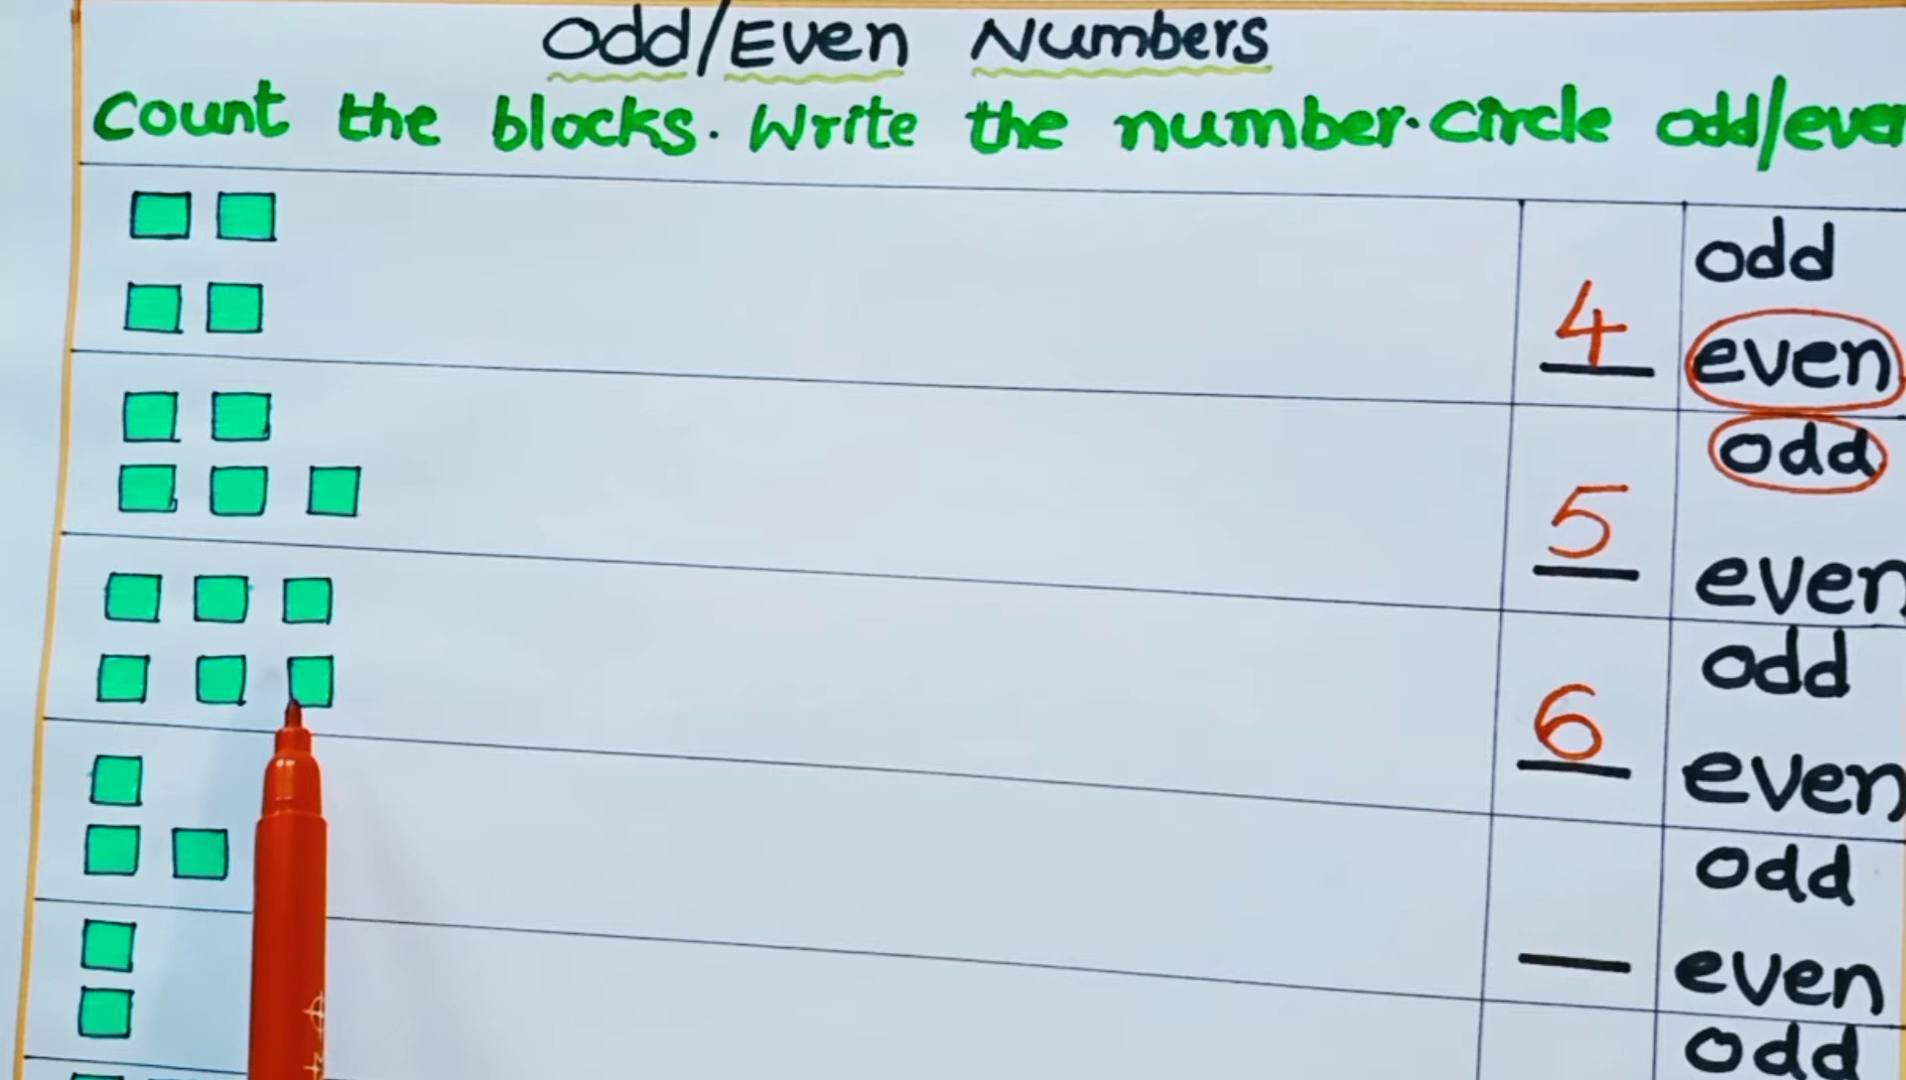 Odd/Even Numbers
Count the blocks. Write the number. Circle odd/even
odd
4
even
odd
5
even
odd
6
even
odd
even
odd